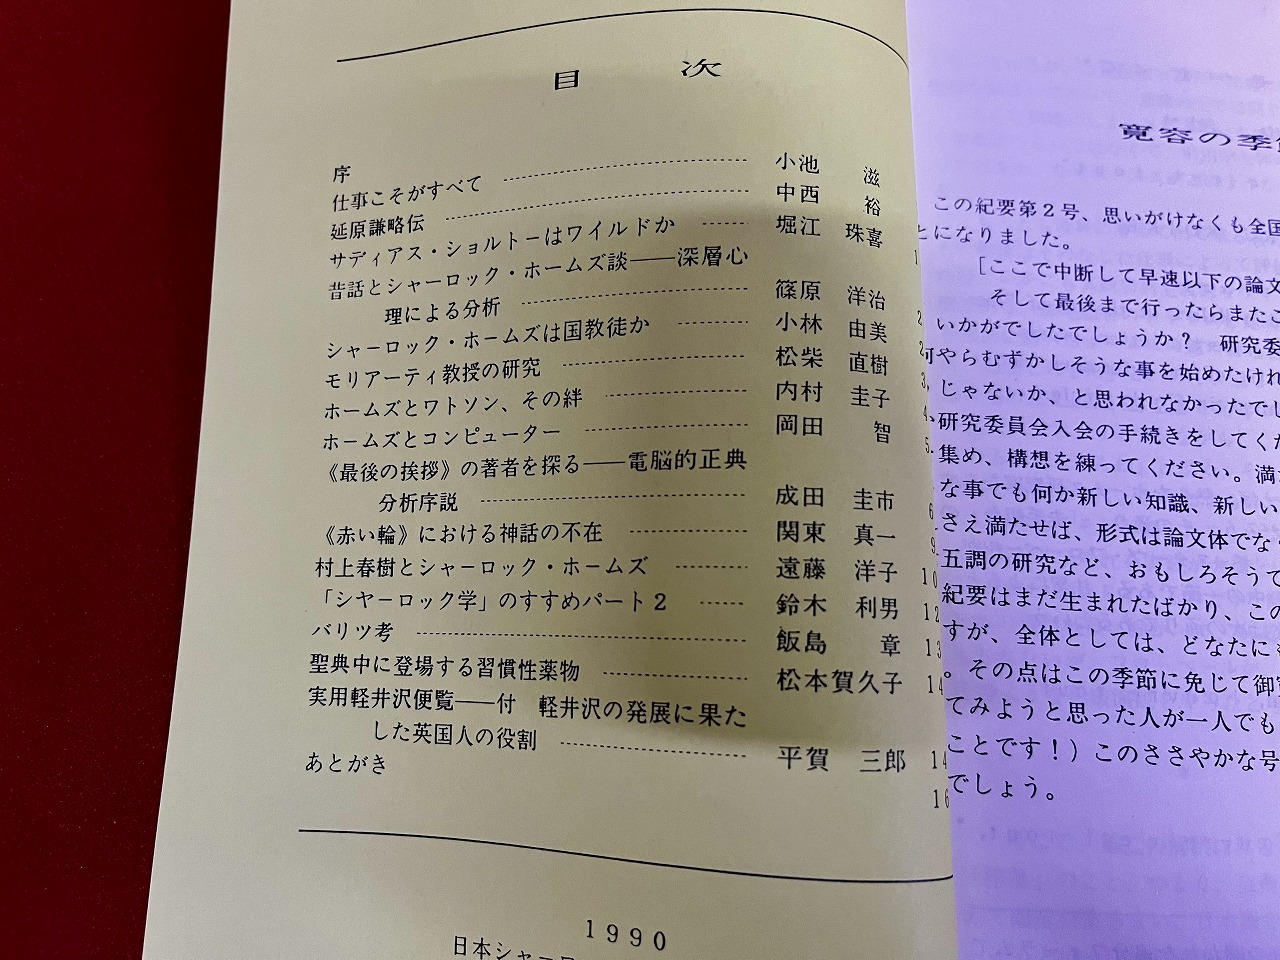 目 次
序
仕事こそがすべて ---------- 小池 滋
延原謙略伝 ---------- 中西 裕
サディアス・ショルトーはワイルドか ------ 堀江 珠喜
昔話とシャーロック・ホームズ談――深層心
理による分析 ---------- 篠原 洋治
シャーロック・ホームズは国教徒か ------ 小林 由美
モリアーティ教授の研究 ---------- 松柴 直樹
ホームズとワトソン、その絆 ---------- 内村 圭子
ホームズとコンピューター ---------- 岡田 智
《最後の挨拶》の著者を探る――電脳的正典
分析序説 ---------- 成田 圭市
《赤い輪》における神話の不在 ---------- 関東 真一
村上春樹とシャーロック・ホームズ ------ 遠藤 洋子
「シャーロック学」のすすめパート2 ------ 鈴木 利男
バリツ考 ---------- 飯島 章
聖典中に登場する習慣性薬物 ---------- 松本賀久子
実用軽井沢便覧――付 軽井沢の発展に果た
した英国人の役割 ---------- 平賀 三郎
あとがき
1990
日本シャーロ
寛容の季
この紀要第2号、思いがけなくも全国
とになりました。
[ここで中断して早速以下の論文
そして最後まで行ったらまたこ
いかがでしたでしょうか? 研究委
何やらむずかしそうな事を始めたけれ
じゃないか、と思われなかったでし
研究委員会入会の手続きをしてくだ
集め、構想を練ってください。満
な事でも何か新しい知識、新しい
さえ満たせば、形式は論文体でな
五調の研究など、おもしろそうで
紀要はまだ生まれたばかり、この
すが、全体としては、どなたに
。その点はこの季節に免じて御
てみようと思った人が一人でも
ことです!)このささやかな号
でしょう。